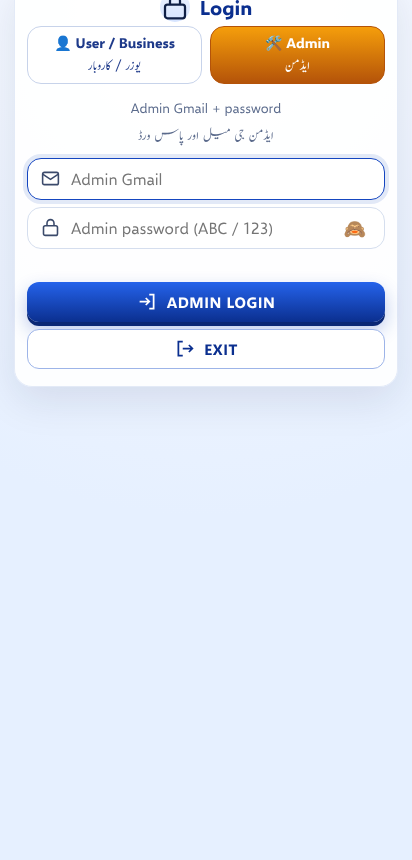 Login
👤 User / Business
یوزر / کاروبار
🛠️ Admin
ایڈمن
Admin Gmail + password
ایڈمن جی میل اور پاس ورڈ
Admin Gmail
Admin password (ABC / 123)
ADMIN LOGIN
EXIT